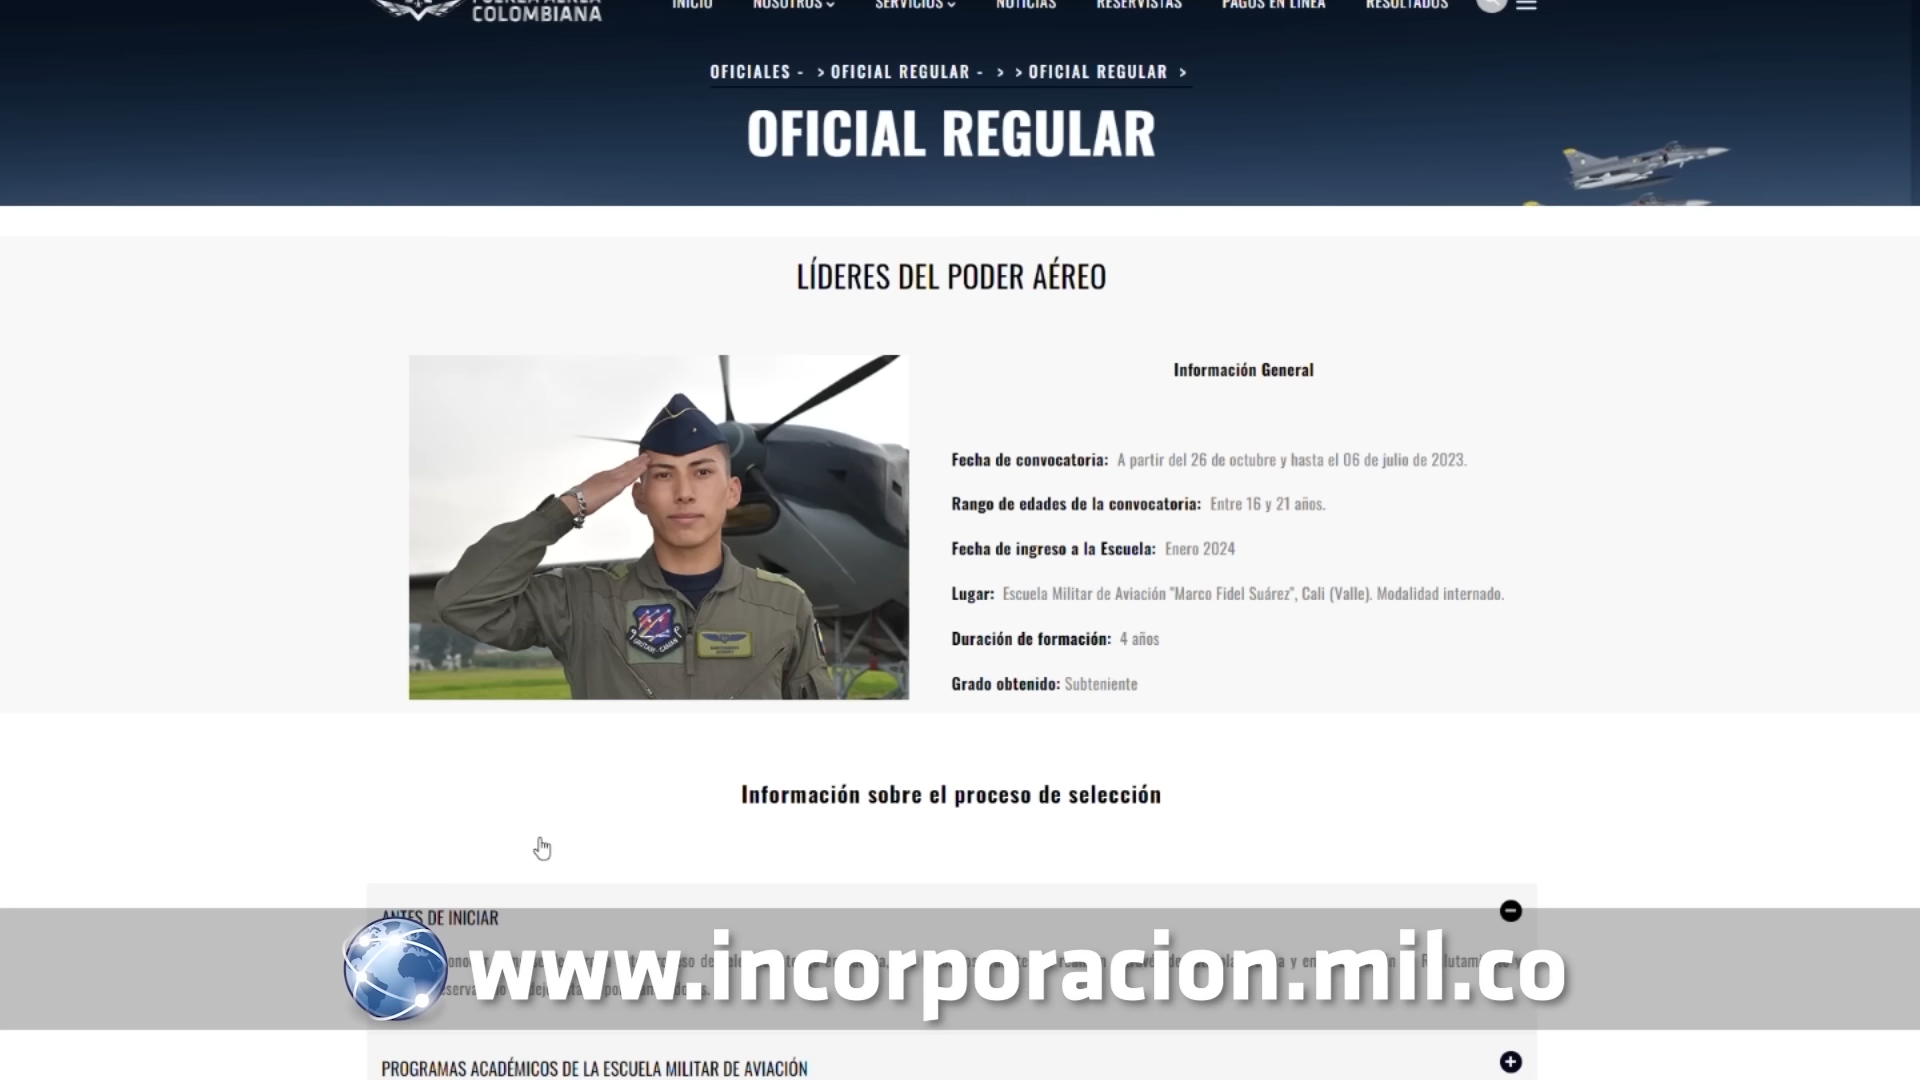 FUERZA AÉREA
COLOMBIANA
INICIO NOSOTROS SERVICIOS NOTICIAS RESERVISTAS PAGOS EN LÍNEA RESULTADOS
OFICIALES - > OFICIAL REGULAR - > > OFICIAL REGULAR >
OFICIAL REGULAR
LÍDERES DEL PODER AÉREO
Información General
Fecha de convocatoria: A partir del 26 de octubre y hasta el 06 de julio de 2023.
Rango de edades de la convocatoria: Entre 16 y 21 años.
Fecha de ingreso a la Escuela: Enero 2024
Lugar: Escuela Militar de Aviación "Marco Fidel Suárez", Cali (Valle). Modalidad internado.
Duración de formación: 4 años
Grado obtenido: Subteniente
Información sobre el proceso de selección
ANTES DE INICIAR
www.incorporacion.mil.co
PROGRAMAS ACADÉMICOS DE LA ESCUELA MILITAR DE AVIACIÓN